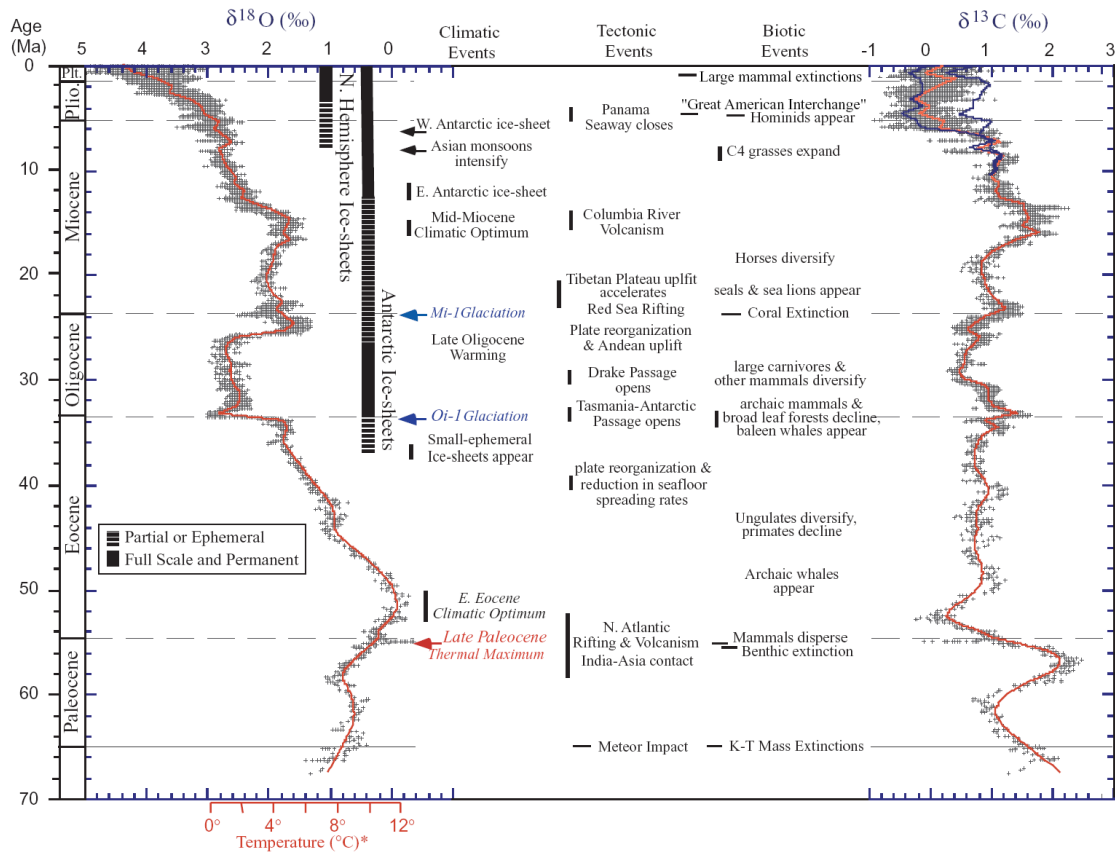 δ18O (‰)
δ13C (‰)
Age
(Ma)
Climatic
Events
Tectonic
Events
Biotic
Events
5 4 3 2 1 0
-1 0 1 2 3
0
10
20
30
40
50
60
70
Plt.
Plio.
Miocene
Oligocene
Eocene
Paleocene
N. Hemisphere Ice-sheets
Antarctic Ice-sheets
W. Antarctic ice-sheet
Asian monsoons
intensify
E. Antarctic ice-sheet
Mid-Miocene
Climatic Optimum
Mi-1Glaciation
Late Oligocene
Warming
Oi-1 Glaciation
Small-ephemeral
Ice-sheets appear
E. Eocene
Climatic Optimum
Late Paleocene
Thermal Maximum
Panama
Seaway closes
Columbia River
Volcanism
Tibetan Plateau uplfit
accelerates
Red Sea Rifting
Plate reorganization
& Andean uplift
Drake Passage
opens
Tasmania-Antarctic
Passage opens
plate reorganization &
reduction in seafloor
spreading rates
N. Atlantic
Rifting & Volcanism
India-Asia contact
Meteor Impact
Large mammal extinctions
"Great American Interchange"
Hominids appear
C4 grasses expand
Horses diversify
seals & sea lions appear
Coral Extinction
large carnivores &
other mammals diversify
archaic mammals &
broad leaf forests decline,
baleen whales appear
Ungulates diversify,
primates decline
Archaic whales
appear
Mammals disperse
Benthic extinction
K-T Mass Extinctions
Partial or Ephemeral
Full Scale and Permanent
0° 4° 8° 12°
Temperature (°C)*